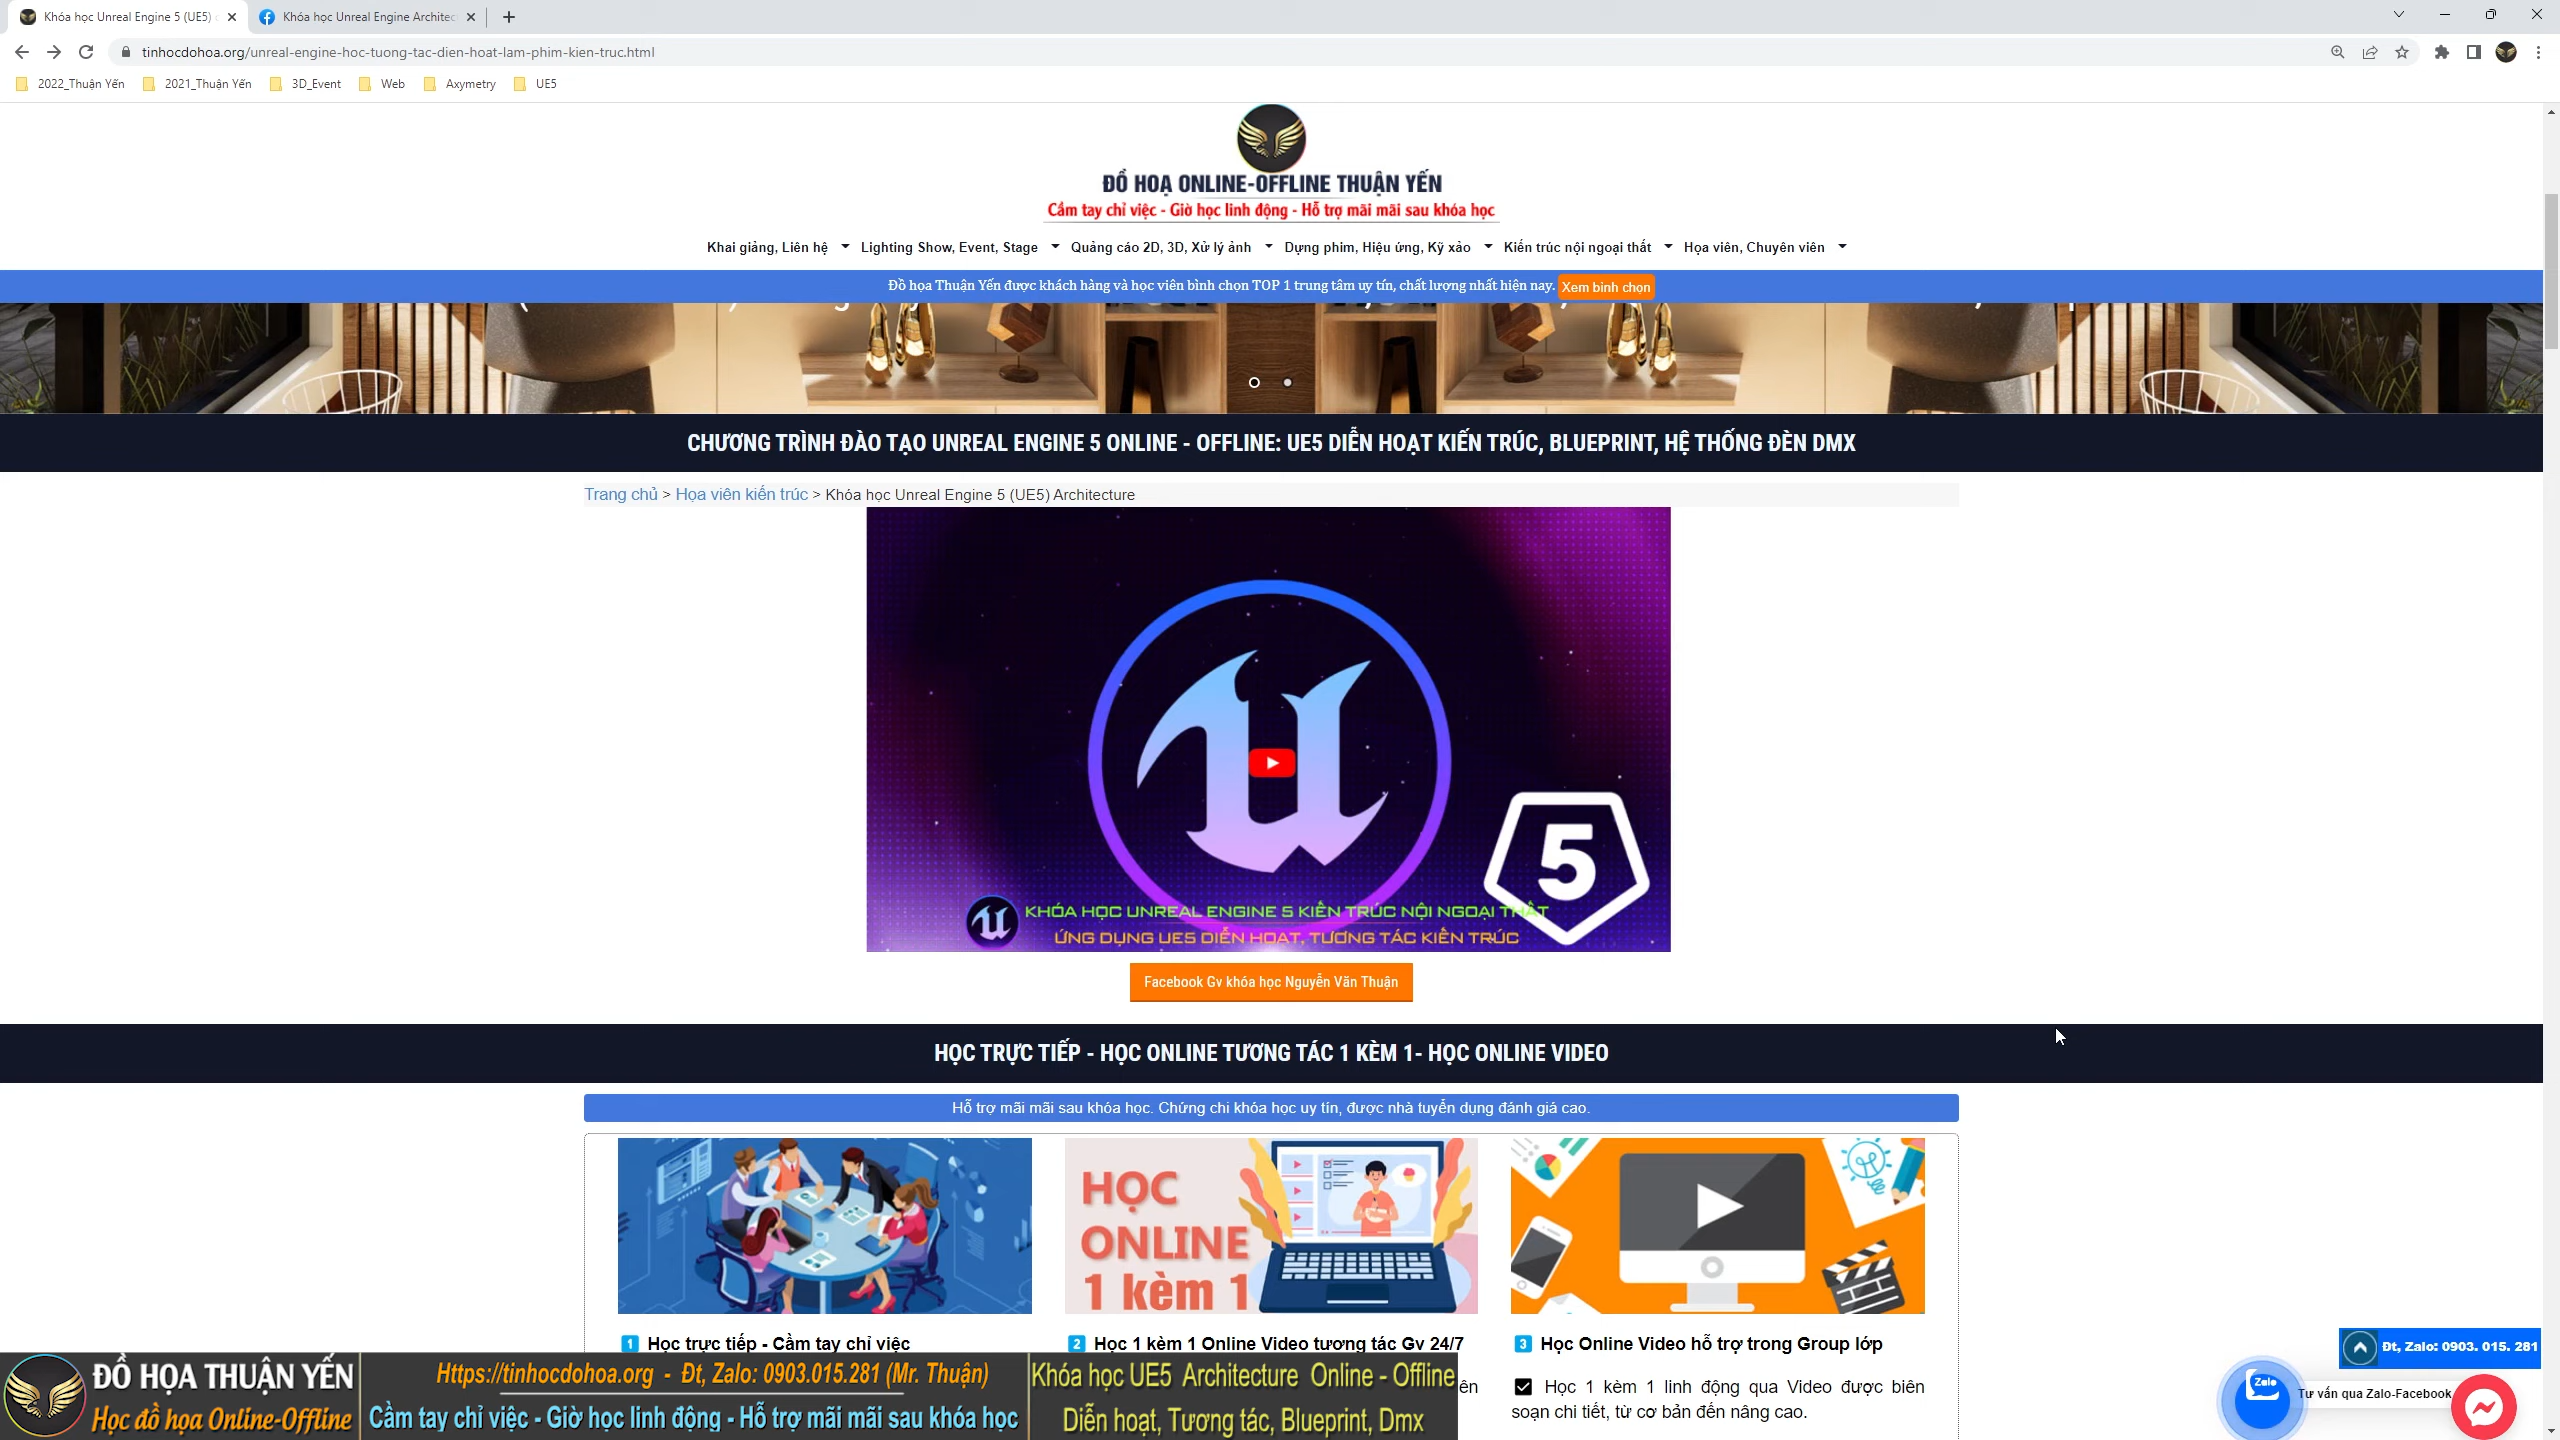 Khóa học Unreal Engine 5 (UE5)
Khóa học Unreal Engine Architec
tinhocdohoa.org/unreal-engine-hoc-tuong-tac-dien-hoat-lam-phim-kien-truc.html
2022_Thuận Yến
2021_Thuận Yến
3D_Event
Web
Axymetry
UE5
ĐỒ HOẠ ONLINE-OFFLINE THUẬN YẾN
Cầm tay chỉ việc - Giờ học linh động - Hỗ trợ mãi mãi sau khóa học
Khai giảng, Liên hệ
Lighting Show, Event, Stage
Quảng cáo 2D, 3D, Xử lý ảnh
Dựng phim, Hiệu ứng, Kỹ xảo
Kiến trúc nội ngoại thất
Họa viên, Chuyên viên
Đồ họa Thuận Yến được khách hàng và học viên bình chọn TOP 1 trung tâm uy tín, chất lượng nhất hiện nay. Xem bình chọn
CHƯƠNG TRÌNH ĐÀO TẠO UNREAL ENGINE 5 ONLINE - OFFLINE: UE5 DIỄN HOẠT KIẾN TRÚC, BLUEPRINT, HỆ THỐNG ĐÈN DMX
Trang chủ > Họa viên kiến trúc > Khóa học Unreal Engine 5 (UE5) Architecture
5
KHÓA HỌC UNREAL ENGINE 5 KIẾN TRÚC NỘI NGOẠI THẤT
ỨNG DỤNG UE5 DIỄN HOẠT, TƯƠNG TÁC KIẾN TRÚC
Facebook Gv khóa học Nguyễn Văn Thuận
HỌC TRỰC TIẾP - HỌC ONLINE TƯƠNG TÁC 1 KÈM 1- HỌC ONLINE VIDEO
Hỗ trợ mãi mãi sau khóa học. Chứng chỉ khóa học uy tín, được nhà tuyển dụng đánh giá cao.
HỌC
ONLINE
1 kèm 1
1 Học trực tiếp - Cầm tay chỉ việc
2 Học 1 kèm 1 Online Video tương tác Gv 24/7
3 Học Online Video hỗ trợ trong Group lớp
Học 1 kèm 1 linh động qua Video được biên
soạn chi tiết, từ cơ bản đến nâng cao.
Đt, Zalo: 0903. 015. 281
Zalo
Tư vấn qua Zalo-Facebook
ĐỒ HỌA THUẬN YẾN
Học đồ họa Online-Offline
Https://tinhocdohoa.org - Đt, Zalo: 0903.015.281 (Mr. Thuận)
Cầm tay chỉ việc - Giờ học linh động - Hỗ trợ mãi mãi sau khóa học
Khóa học UE5 Architecture Online - Offline
Diễn hoạt, Tương tác, Blueprint, Dmx